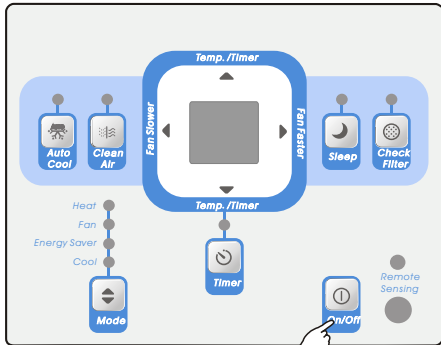 Temp. /Timer
Fan Slower
Fan Faster
Auto
Cool
Clean
Air
Sleep
Check
Filter
Temp. /Timer
Heat
Fan
Energy Saver
Cool
Mode
Timer
On/Off
Remote
Sensing